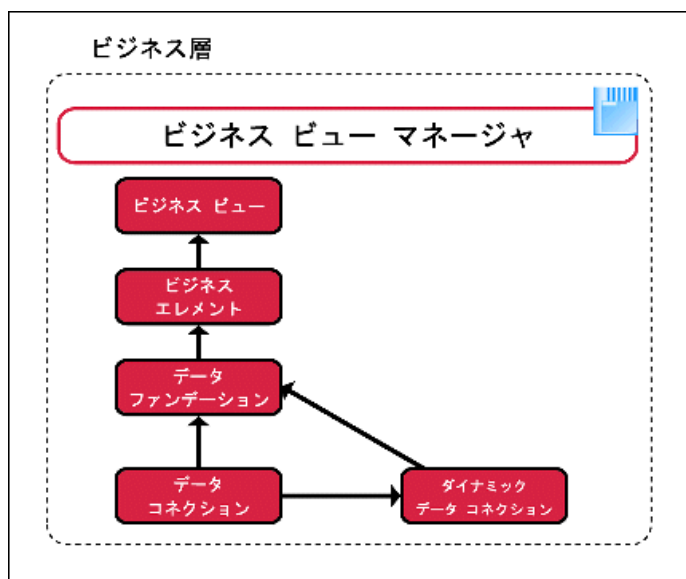 ビジネス層
ビジネス ビュー マネージャ
ビジネス ビュー
ビジネス
エレメント
データ
ファンデーション
データ
コネクション
ダイナミック
データ コネクション